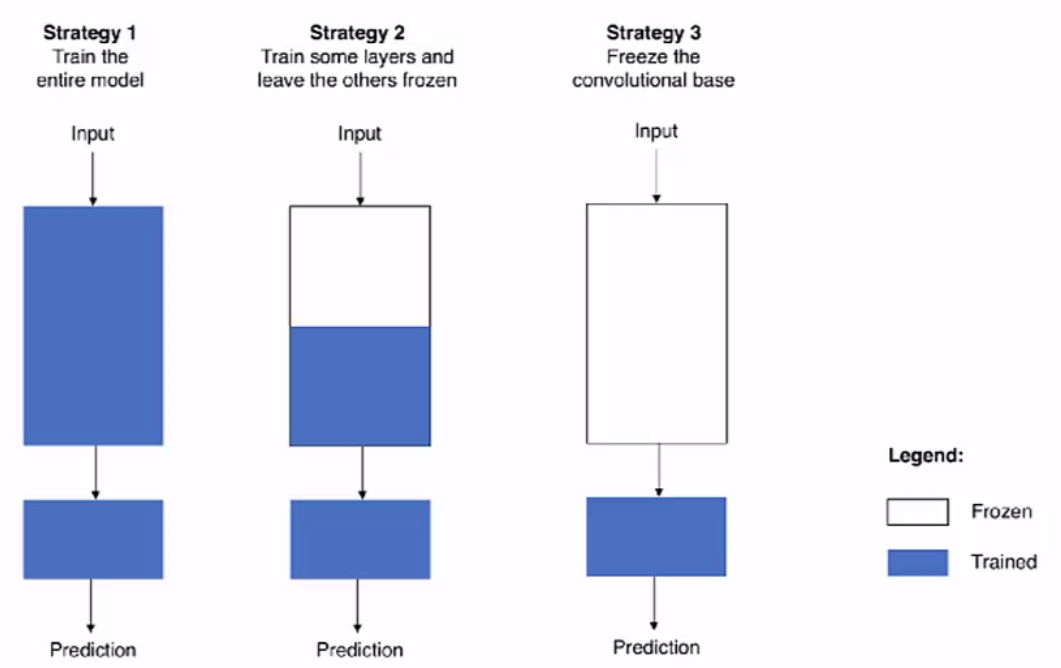 Strategy 1
Train the
entire model
Strategy 2
Train some layers and
leave the others frozen
Strategy 3
Freeze the
convolutional base
Input
Input
Input
Legend:
Frozen
Trained
Prediction
Prediction
Prediction